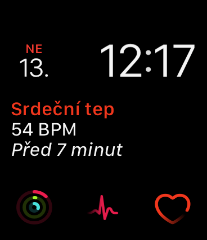 NE
13.
12:17
Srdeční tep
54 BPM
Před 7 minut